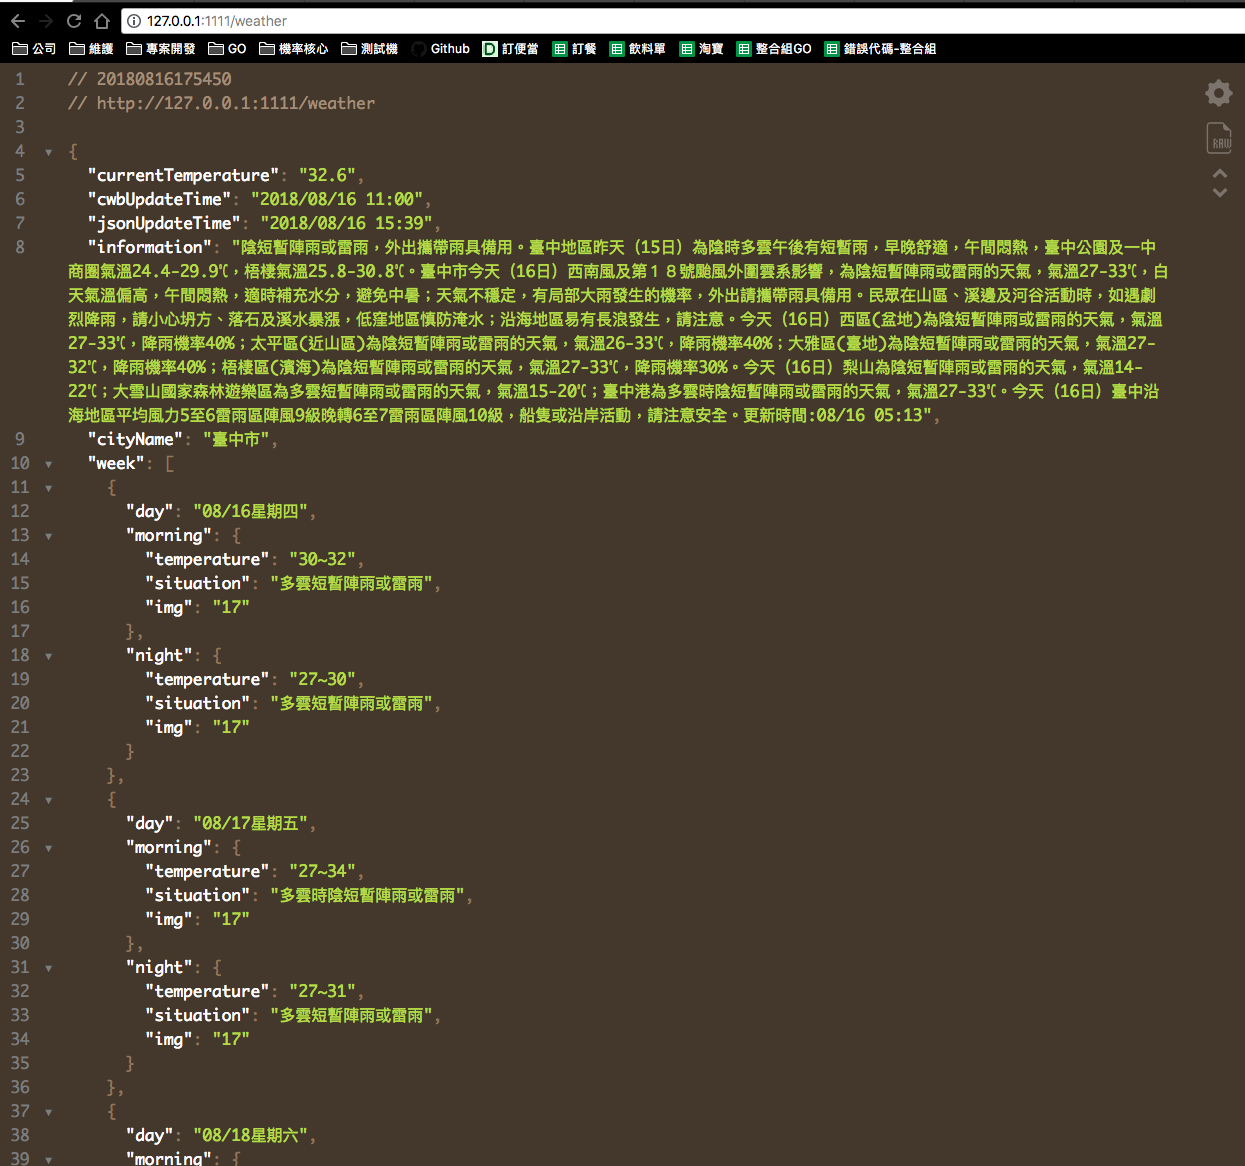 127.0.0.1:1111/weather
公司 維護 專案開發 GO 機率核心 測試機 Github 訂便當 訂餐 飲料單 淘寶 整合組GO 錯誤代碼-整合組
1 // 20180816175450
2 // http://127.0.0.1:1111/weather
3
4 {
5 "currentTemperature": "32.6",
6 "cwbUpdateTime": "2018/08/16 11:00",
7 "jsonUpdateTime": "2018/08/16 15:39",
8 "information": "陰短暫陣雨或雷雨，外出攜帶雨具備用。臺中地區昨天（15日）為陰時多雲午後有短暫雨，早晚舒適，午間悶熱，臺中公園及一中
商圈氣溫24.4-29.9℃，梧棲氣溫25.8-30.8℃。臺中市今天（16日）西南風及第１８號颱風外圍雲系影響，為陰短暫陣雨或雷雨的天氣，氣溫27-33℃，白
天氣溫偏高，午間悶熱，適時補充水分，避免中暑；天氣不穩定，有局部大雨發生的機率，外出請攜帶雨具備用。民眾在山區、溪邊及河谷活動時，如遇劇
烈降雨，請小心坍方、落石及溪水暴漲，低窪地區慎防淹水；沿海地區易有長浪發生，請注意。今天（16日）西區(盆地)為陰短暫陣雨或雷雨的天氣，氣溫
27-33℃，降雨機率40%；太平區(近山區)為陰短暫陣雨或雷雨的天氣，氣溫26-33℃，降雨機率40%；大雅區(臺地)為陰短暫陣雨或雷雨的天氣，氣溫27-
32℃，降雨機率40%；梧棲區(濱海)為陰短暫陣雨或雷雨的天氣，氣溫27-33℃，降雨機率30%。今天（16日）梨山為陰短暫陣雨或雷雨的天氣，氣溫14-
22℃；大雪山國家森林遊樂區為多雲短暫陣雨或雷雨的天氣，氣溫15-20℃；臺中港為多雲時陰短暫陣雨或雷雨的天氣，氣溫27-33℃。今天（16日）臺中沿
海地區平均風力5至6雷雨區陣風9級晚轉6至7雷雨區陣風10級，船隻或沿岸活動，請注意安全。更新時間:08/16 05:13",
9 "cityName": "臺中市",
10 "week": [
11 {
12 "day": "08/16星期四",
13 "morning": {
14 "temperature": "30~32",
15 "situation": "多雲短暫陣雨或雷雨",
16 "img": "17"
17 },
18 "night": {
19 "temperature": "27~30",
20 "situation": "多雲短暫陣雨或雷雨",
21 "img": "17"
22 }
23 },
24 {
25 "day": "08/17星期五",
26 "morning": {
27 "temperature": "27~34",
28 "situation": "多雲時陰短暫陣雨或雷雨",
29 "img": "17"
30 },
31 "night": {
32 "temperature": "27~31",
33 "situation": "多雲短暫陣雨或雷雨",
34 "img": "17"
35 }
36 },
37 {
38 "day": "08/18星期六",
39 "morning": {
RAW